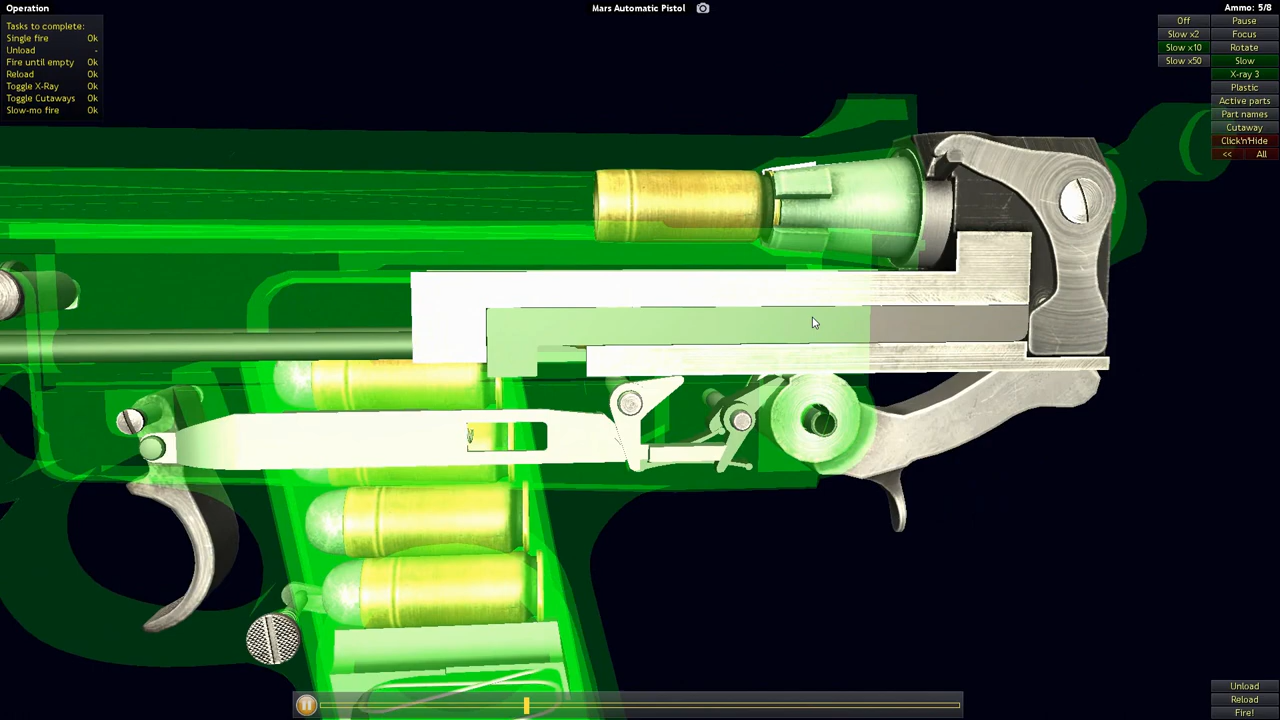 Operation
Mars Automatic Pistol
Ammo: 5/8
Tasks to complete:
Single fire Ok
Unload -
Fire until empty Ok
Reload Ok
Toggle X-Ray Ok
Toggle Cutaways Ok
Slow-mo fire Ok
Off Pause
Slow x2 Focus
Slow x10 Rotate
Slow x50 Slow
X-ray 3
Plastic
Active parts
Part names
Cutaway
Click'n'Hide
<< All
Unload
Reload
Fire!